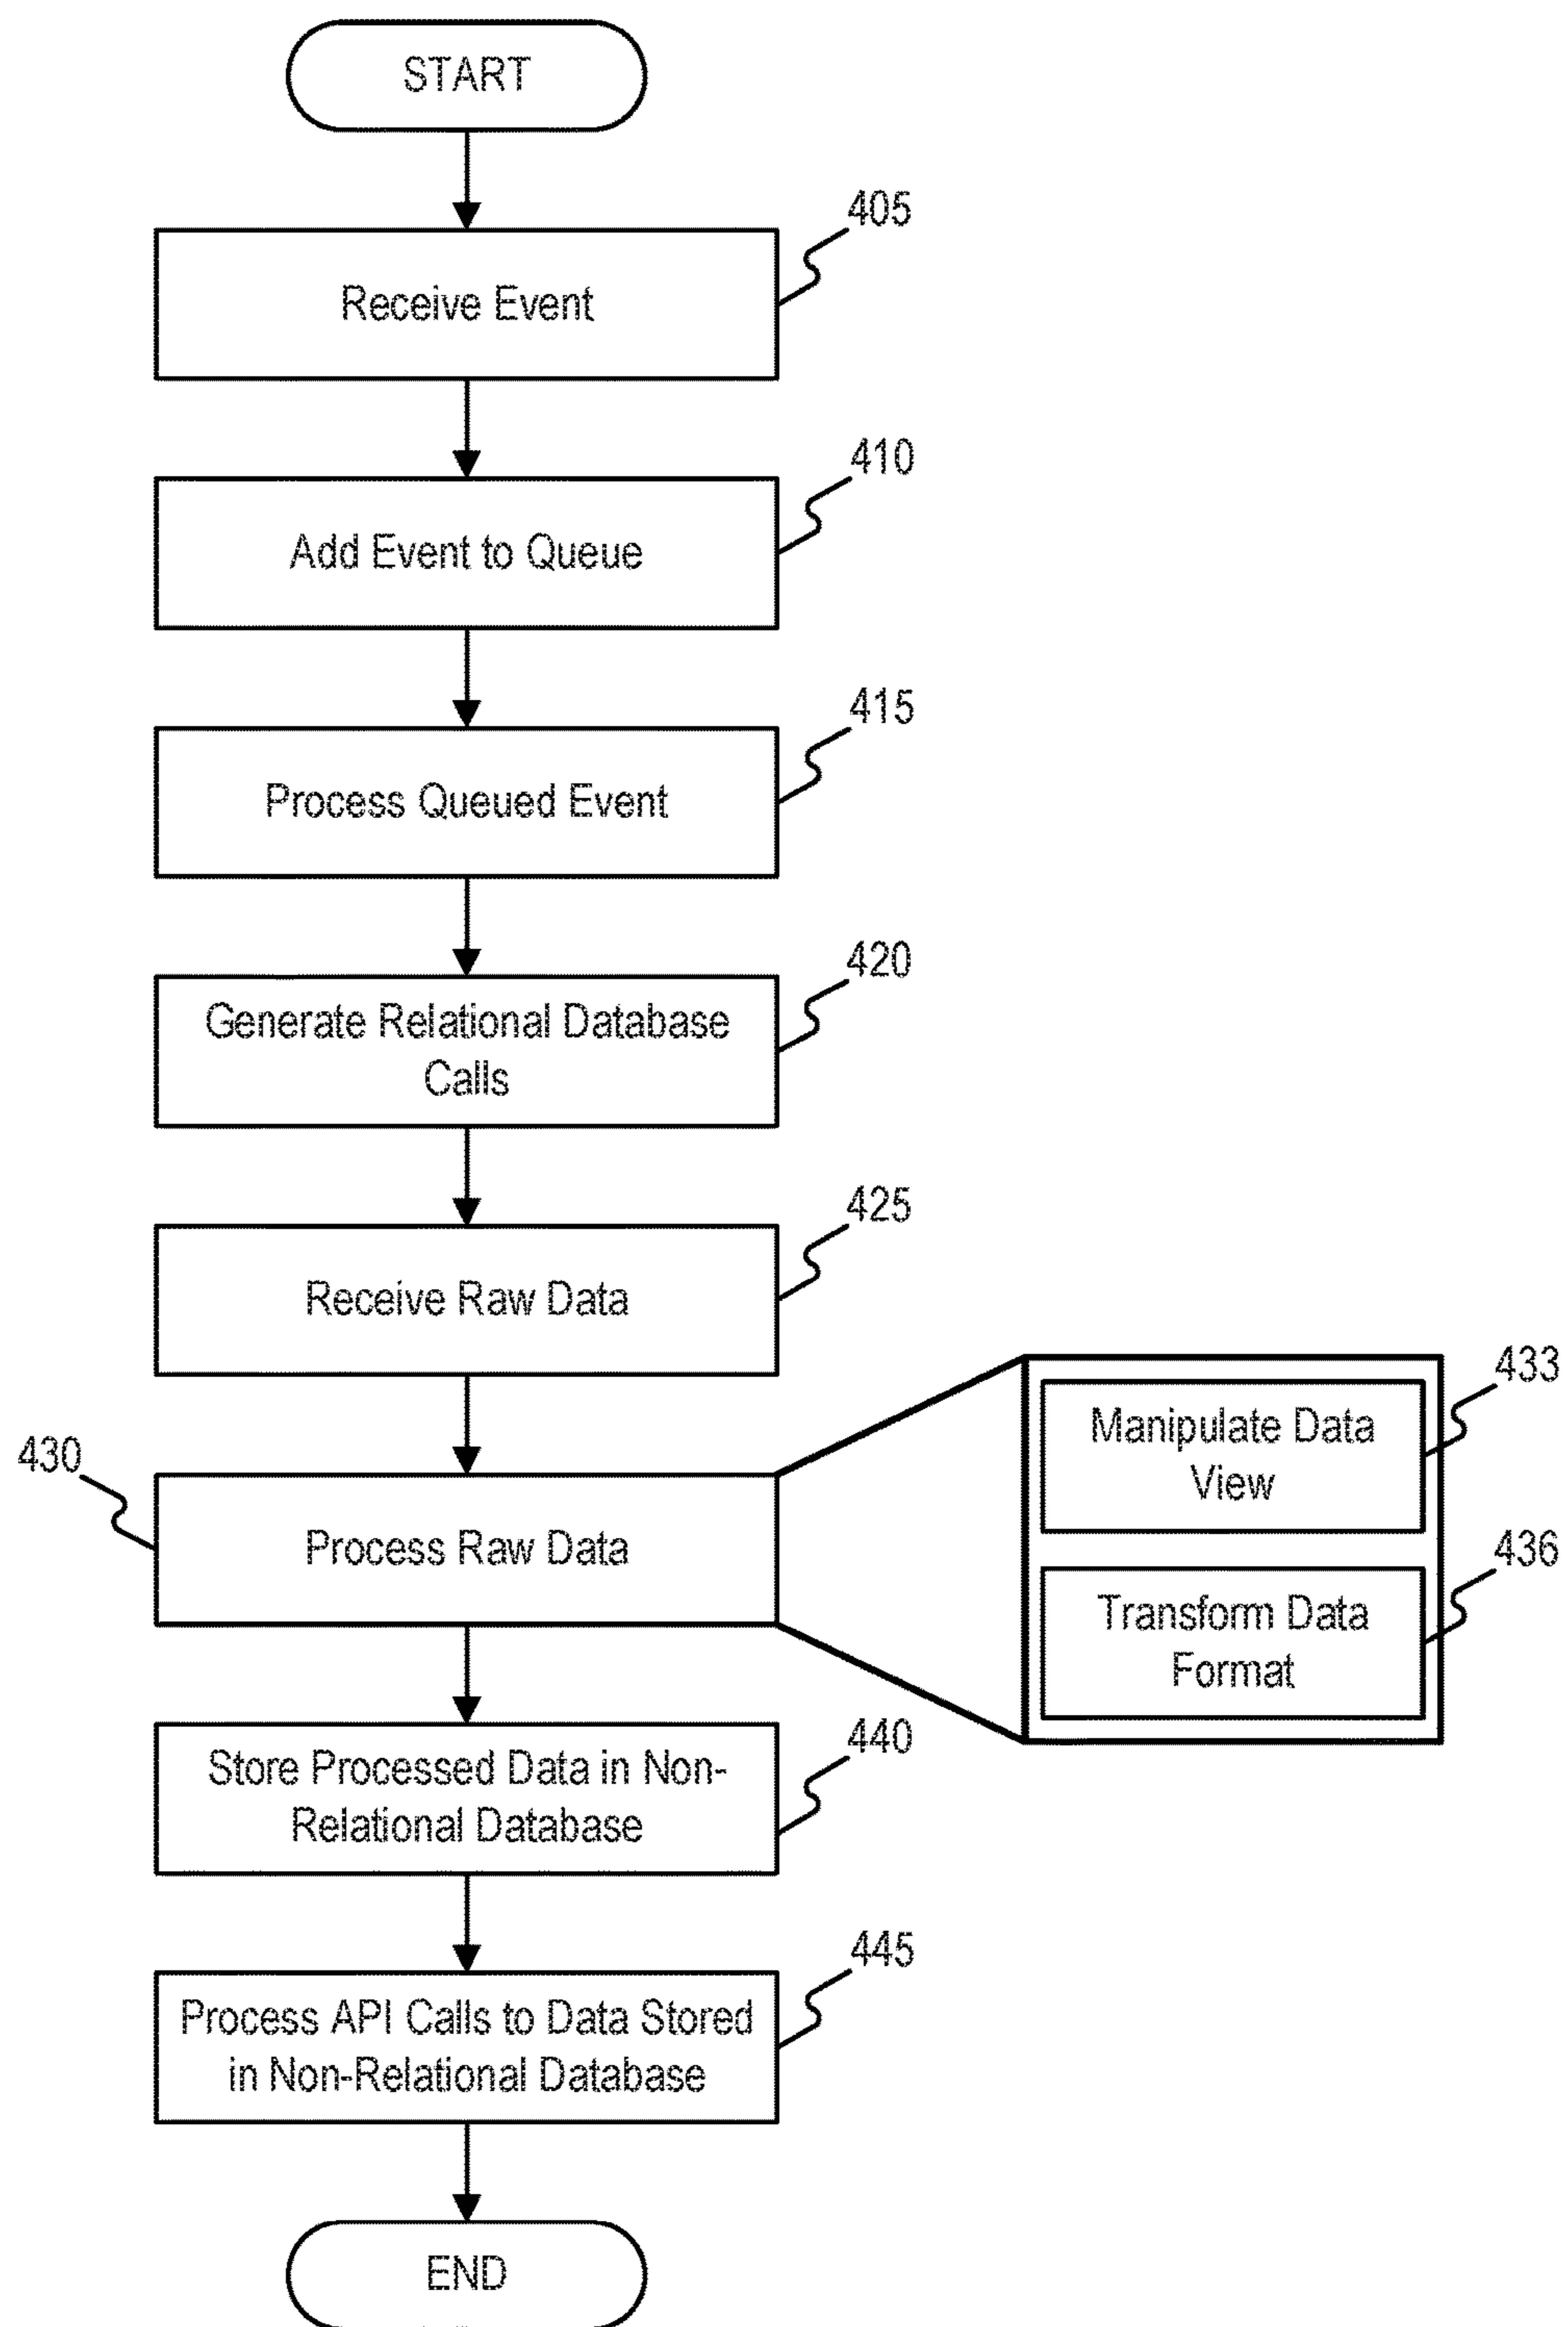 START
405
Receive Event
410
Add Event to Queue
415
Process Queued Event
420
Generate Relational Database
Calls
425
Receive Raw Data
430
Process Raw Data
433
Manipulate Data
View
436
Transform Data
Format
440
Store Processed Data in Non-
Relational Database
445
Process API Calls to Data Stored
in Non-Relational Database
END